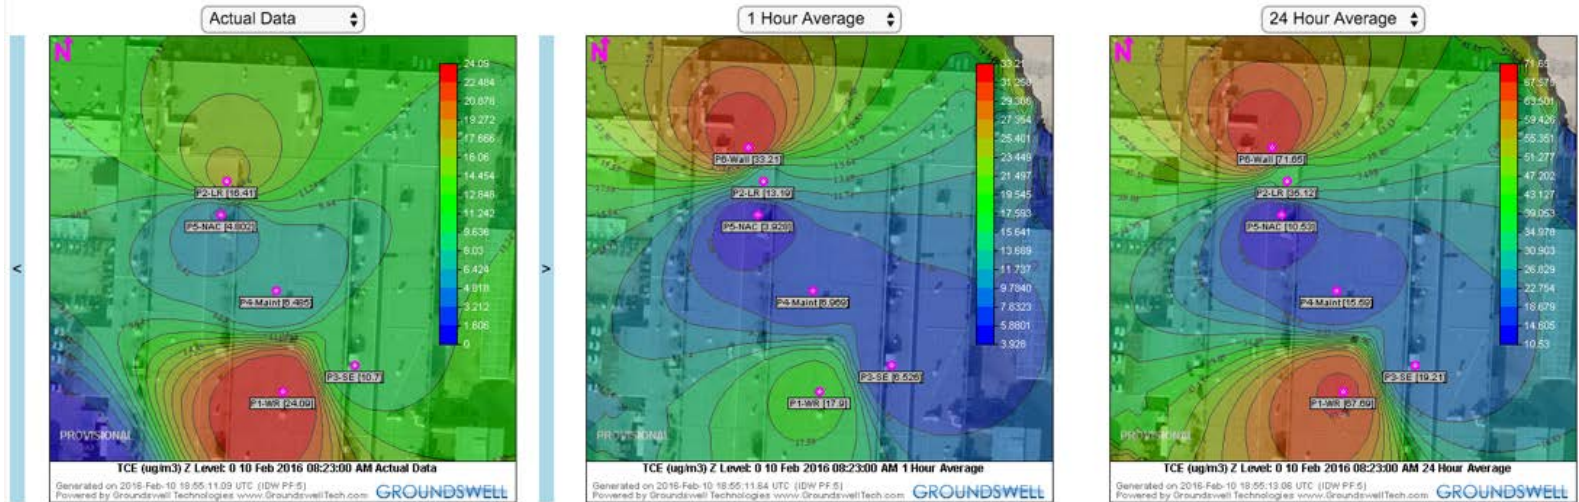 Actual Data
1 Hour Average
24 Hour Average
N
24.09
22.484
20.878
19.272
17.666
16.06
14.454
12.848
11.242
9.636
8.03
6.424
4.818
3.212
1.606
0
P2-LR [16.41]
P5-NAC [4.802]
P4-Maint [6.485]
P3-SE [10.7]
P1-WR [24.09]
PROVISIONAL
TCE (ug/m3) Z Level: 0 10 Feb 2016 08:23:00 AM Actual Data
Generated on 2016-Feb-10 18:55:11.09 UTC (IDW PF:5)
Powered by Groundswell Technologies www.GroundswellTech.com
GROUNDSWELL
<
>
N
33.21
31.258
29.306
27.354
25.401
23.449
21.497
19.545
17.593
15.641
13.689
11.737
9.7840
7.8323
5.8801
3.928
P6-Wall [33.21]
P2-LR [13.19]
P5-NAC [3.928]
P4-Maint [6.969]
P3-SE [6.526]
P1-WR [17.9]
PROVISIONAL
TCE (ug/m3) Z Level: 0 10 Feb 2016 08:23:00 AM 1 Hour Average
Generated on 2016-Feb-10 18:55:11.64 UTC (IDW PF:5)
Powered by Groundswell Technologies www.GroundswellTech.com
GROUNDSWELL
N
71.65
67.575
63.501
59.426
55.351
51.277
47.202
43.127
39.053
34.978
30.903
26.829
22.754
18.679
14.605
10.53
P6-Wall [71.65]
P2-LR [35.12]
P5-NAC [10.53]
P4-Maint [15.59]
P3-SE [19.21]
P1-WR [67.69]
PROVISIONAL
TCE (ug/m3) Z Level: 0 10 Feb 2016 08:23:00 AM 24 Hour Average
Generated on 2016-Feb-10 18:55:13.06 UTC (IDW PF:5)
Powered by Groundswell Technologies www.GroundswellTech.com
GROUNDSWELL